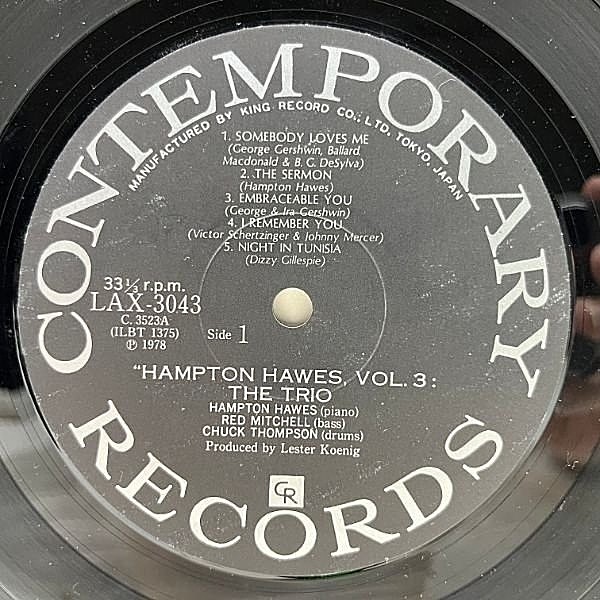 CONTEMPORARY
MANUFACTURED BY KING RECORD CO., LTD, TOKYO, JAPAN
1. SOMEBODY LOVES ME
(George Gershwin, Ballard
Macdonald & B. G. DeSylva)
2. THE SERMON
(Hampton Hawes)
3. EMBRACEABLE YOU
(George & Ira Gershwin)
4. I REMEMBER YOU
(Victor Schertzinger & Johnny Mercer)
5. NIGHT IN TUNISIA
(Dizzy Gillespie)
33⅓ r.p.m.
LAX-3043
C. 3523A
(ILBT 1375)
℗ 1978
Side 1
"HAMPTON HAWES, VOL. 3:
THE TRIO
HAMPTON HAWES (piano)
RED MITCHELL (bass)
CHUCK THOMPSON (drums)
Produced by Lester Koenig
CR
RECORDS